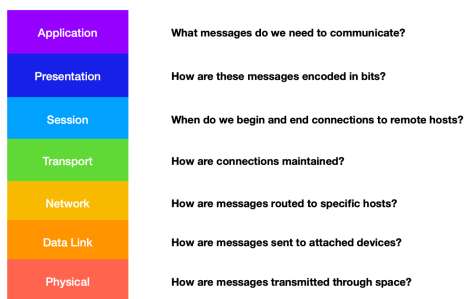 Application What messages do we need to communicate?
Presentation How are these messages encoded in bits?
Session When do we begin and end connections to remote hosts?
Transport How are connections maintained?
Network How are messages routed to specific hosts?
Data Link How are messages sent to attached devices?
Physical How are messages transmitted through space?